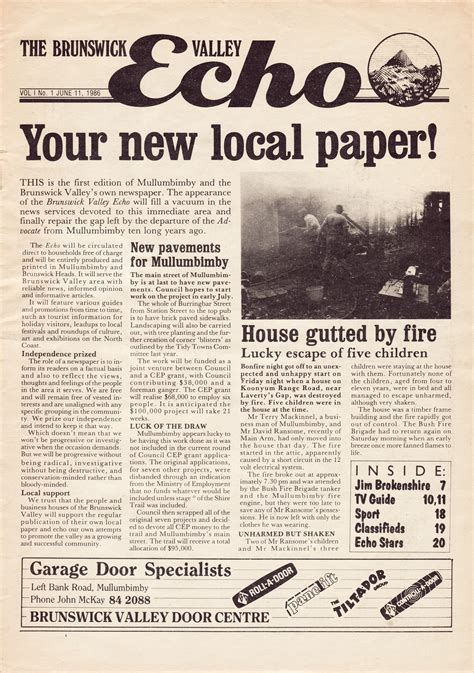 THE BRUNSWICK VALLEY
Echo
VOL I No. 1 JUNE 11, 1986
Your new local paper!
THIS is the first edition of Mullumbimby and the
Brunswick Valley's own newspaper. The appearance
of the Brunswick Valley Echo will fill a vacuum in the
news services devoted to this immediate area and
finally repair the gap left by the departure of the Ad-
vocate from Mullumbimby ten long years ago.
The Echo will be circulated
direct to households free of charge
and will be entirely produced and
printed in Mullumbimby and
Brunswick Heads. It will serve the
Brunswick Valley area with
reliable news, informed opinion
and informative articles.
It will feature various guides
and promotions from time to time,
such as tourist information for
holiday visitors, leadups to local
festivals and roundups of culture,
art and exhibitions on the North
Coast.
Independence prized
The role of a newspaper is to in-
form its readers on a factual basis
and also to reflect the views,
thoughts and feelings of the people
in the area it serves. We are free
and will remain free of vested in-
terests and are unaligned with any
specific grouping in the communi-
ty. We prize our independence
and intend to keep it that way.
Which doesn't mean that we
won't be progressive or investigative
when the occasion demands.
But we will be progressive without
being radical, investigative
without being destructive, non-
conservative without being
condescending.
Local support
We trust that the people and
business houses of the Brunswick
Valley will support the regular
publication of their own local
paper and echo our own attempts
to promote the quality and vitality
of a growing and stimulating
community.
New pavements
for Mullumbimby
The main street of Mullumbim-
by is at last to have new pave-
ments. Council hopes to start
work on the project in early July.
The whole of Burringbar Street
from Station Street to the top pub
is to have brick paved sidewalks.
Landscaping will also be carried
out, with tree planting and the fur-
ther creation of corner 'blisters' as
outlined by the Tidy Towns Com-
mittee last year.
The work will be funded as a
joint venture between Council
and a CEP grant, with Council
contributing $38,000 and a
council manager. The CEP grant
will realise $68,000 to employ six
people. It is anticipated the
$100,000 project will take 21
weeks.
LUCK OF THE DRAW
Mullumbimby appears lucky to
be having this work done as it was
included in the current round
of Council CEP grant applica-
tions. The original applications,
for seven other projects, were
disbanded through an indication
from the Ministry of Employment
that no funds whatever would be
included unless stage " of the Shire
Trail was included.
Council then scrapped all of the
original seven projects and decided
to devote all CEP money to the
trail and Mullumbimby's main
street. The trail will receive a total
allocation of $95,000.
House gutted by fire
Lucky escape of five children
Bonfire night got off to an unex-
pected and unhappy start on
Friday night when a house on
Koonyum Range Road, near
Laverty's Gap, was destroyed
by fire. Five children were in
the house at the time.
Mr Terry Mackinnel, a busi-
ness man of Mullumbimby, and
Mr David Ransome, recently of
Main Arm, had only moved into
the house that day. The fire
started in the attic, apparently
caused by a short circuit in the 12
volt electrical system.
The fire broke out at approx-
imately 7.30 pm and was attended
by the Bush Fire Brigade and the
Mullumbimby fire engine, but
they were too late to save the
house or any of Mr Ransome's pos-
sessions. He is now left with only the
clothes he was wearing.
UNHARMED BUT SHAKEN
Two of Mr Ransome's children
and Mr Mackinnel's three
children were staying at the house
with them. Fortunately none of
the children, aged from four to
eleven, were in bed and all
managed to escape unharmed,
but shaken.
The house was a timber frame
building and burnt quickly and
out of control. The Bush Fire
Brigade had to return again on
Saturday morning when an early
breeze once more fanned flames to
the embers.
INSIDE:
Jim Brokenshire 7
TV Guide 10,11
Sport 18
Classifieds 19
Echo Stars 20
Garage Door Specialists
Left Bank Road, Mullumbimby
Phone John McKay 84 2088
BRUNSWICK VALLEY DOOR CENTRE
ROLL-A-DOOR
panelift
THE TILTADOR
CONTROLL-A-DOOR